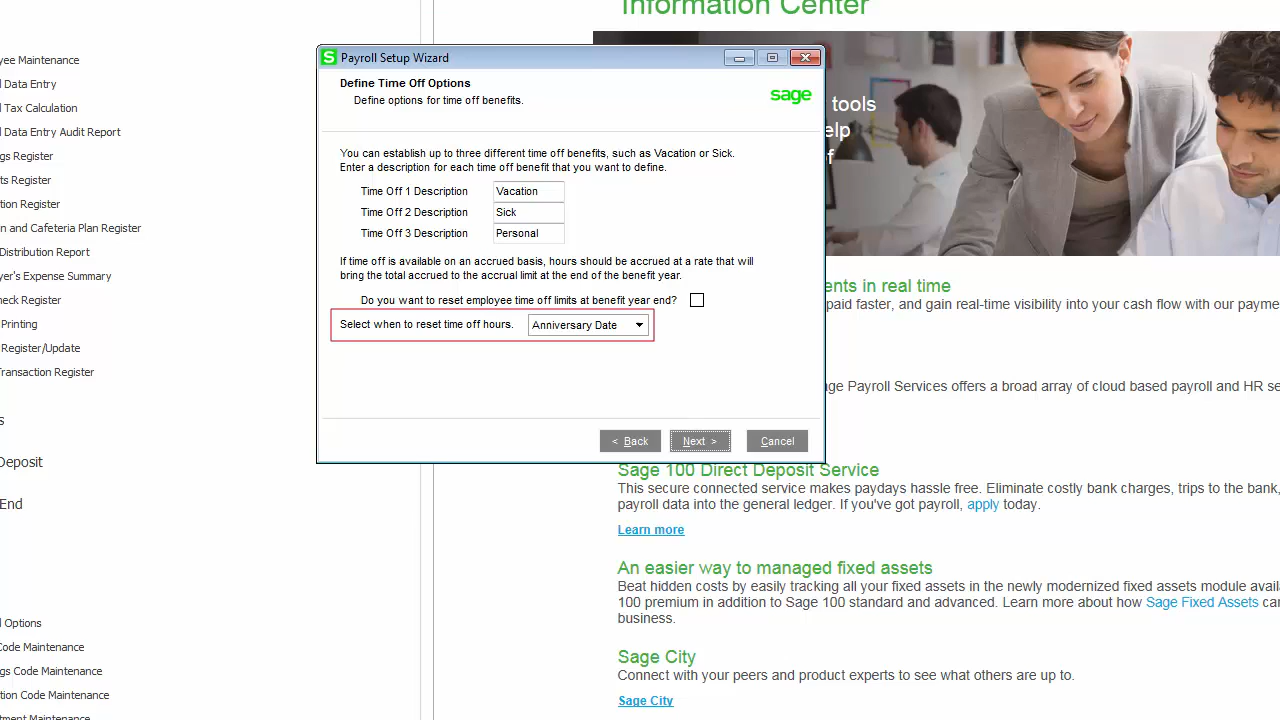 Information Center
yee Maintenance
l Data Entry
l Tax Calculation
l Data Entry Audit Report
gs Register
ts Register
tion Register
n and Cafeteria Plan Register
Distribution Report
yer's Expense Summary
heck Register
Printing
Register/Update
Transaction Register
s
Deposit
End
l Options
Code Maintenance
gs Code Maintenance
tion Code Maintenance
tment Maintenance
S Payroll Setup Wizard
Define Time Off Options
Define options for time off benefits.
sage
You can establish up to three different time off benefits, such as Vacation or Sick.
Enter a description for each time off benefit that you want to define.
Time Off 1 Description Vacation
Time Off 2 Description Sick
Time Off 3 Description Personal
If time off is available on an accrued basis, hours should be accrued at a rate that will
bring the total accrued to the accrual limit at the end of the benefit year.
Do you want to reset employee time off limits at benefit year end?
Select when to reset time off hours. Anniversary Date
< Back Next > Cancel
tools
elp
f
ents in real time
paid faster, and gain real-time visibility into your cash flow with our payme
ge Payroll Services offers a broad array of cloud based payroll and HR se
Sage 100 Direct Deposit Service
This secure connected service makes paydays hassle free. Eliminate costly bank charges, trips to the bank,
payroll data into the general ledger. If you've got payroll, apply today.
Learn more
An easier way to managed fixed assets
Beat hidden costs by easily tracking all your fixed assets in the newly modernized fixed assets module avail
100 premium in addition to Sage 100 standard and advanced. Learn more about how Sage Fixed Assets can
business.
Sage City
Connect with your peers and product experts to see what others are up to.
Sage City